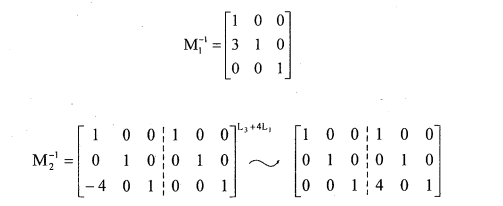 M₁⁻¹ = [1 0 0
3 1 0
0 0 1]
M₂⁻¹ = [1 0 0 ¦ 1 0 0
0 1 0 ¦ 0 1 0
-4 0 1 ¦ 0 0 1] L₃+4L₁ ~ [1 0 0 ¦ 1 0 0
0 1 0 ¦ 0 1 0
0 0 1 ¦ 4 0 1]